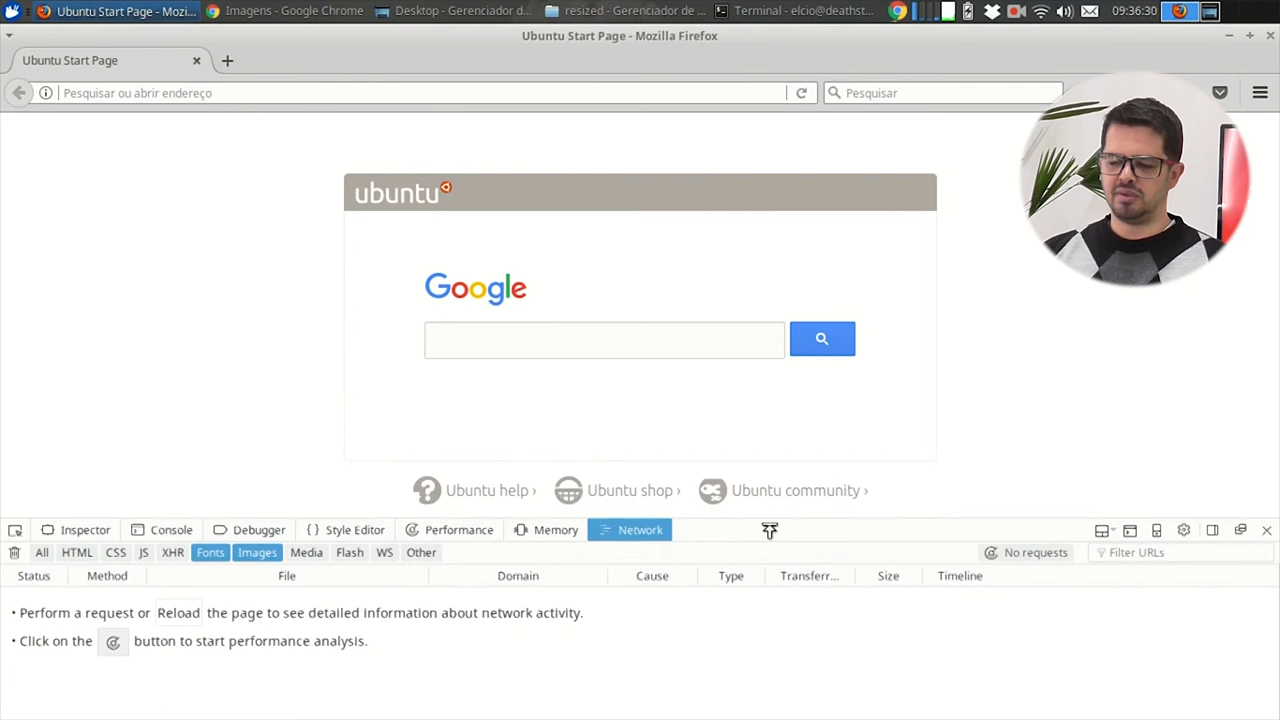 Ubuntu Start Page - Mozi... Imagens - Google Chrome Desktop - Gerenciador d... resized - Gerenciador de ... Terminal - elcio@deathst... 09:36:30
Ubuntu Start Page - Mozilla Firefox
Ubuntu Start Page
Pesquisar ou abrir endereço Pesquisar
ubuntu
Google
Ubuntu help › Ubuntu shop › Ubuntu community ›
Inspector Console Debugger Style Editor Performance Memory Network
All HTML CSS JS XHR Fonts Images Media Flash WS Other No requests Filter URLs
Status Method File Domain Cause Type Transferr... Size Timeline
• Perform a request or Reload the page to see detailed information about network activity.
• Click on the button to start performance analysis.